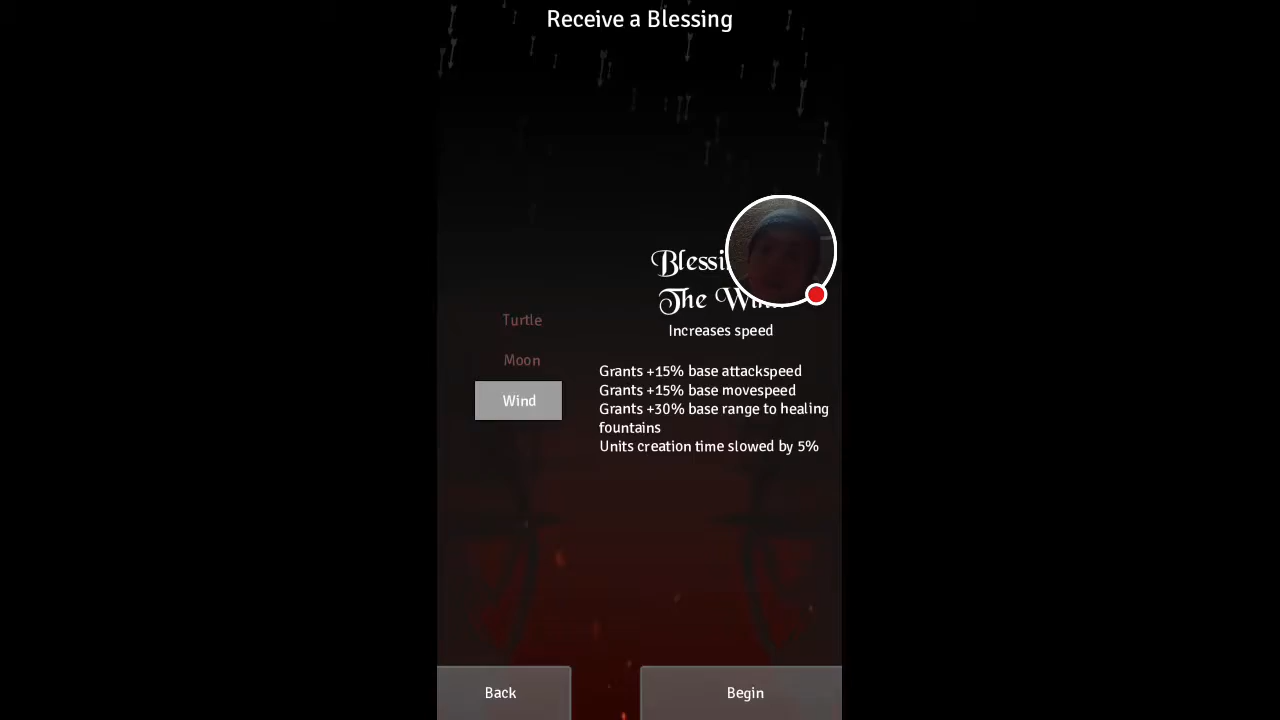 Receive a Blessing
The
Increases speed
Turtle
Moon
Wind
Grants +15% base attackspeed
Grants +15% base movespeed
Grants +30% base range to healing
fountains
Units creation time slowed by 5%
Back
Begin